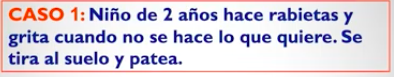 CASO 1: Niño de 2 años hace rabietas y
grita cuando no se hace lo que quiere. Se
tira al suelo y patea.